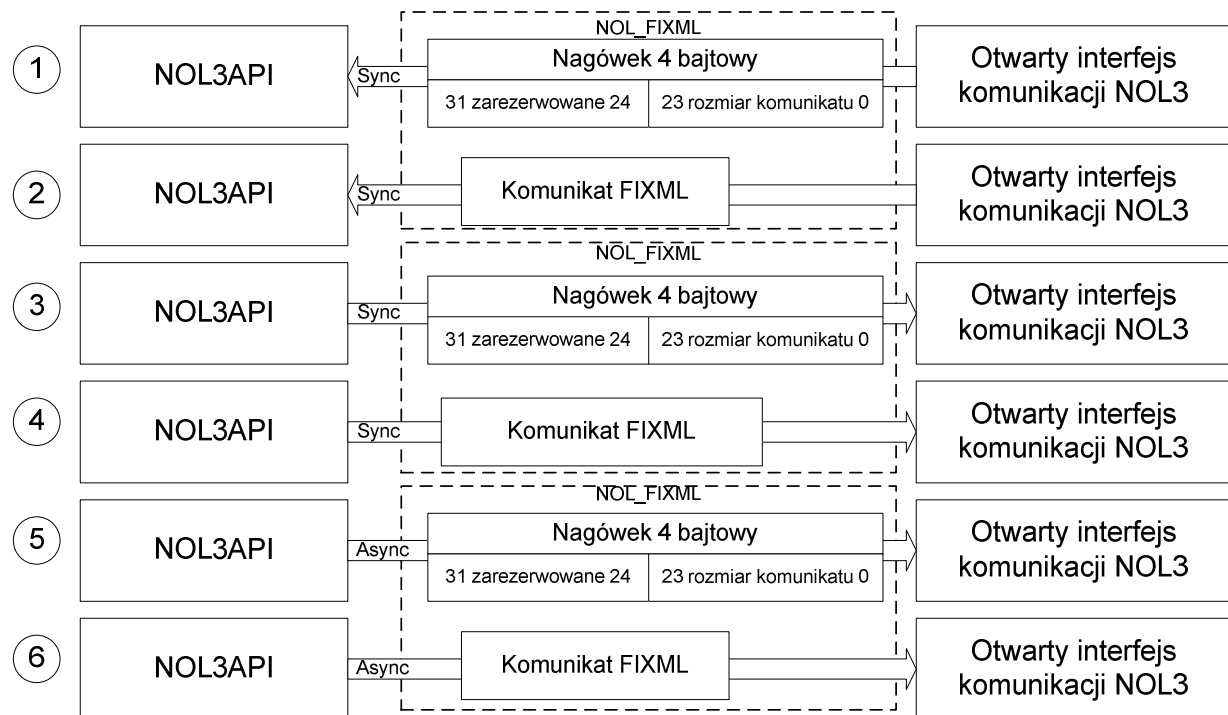 NOL_FIXML
1
NOL3API
Sync
Nagówek 4 bajtowy
31 zarezerwowane 24
23 rozmiar komunikatu 0
Otwarty interfejs
komunikacji NOL3
2
NOL3API
Sync
Komunikat FIXML
Otwarty interfejs
komunikacji NOL3
NOL_FIXML
3
NOL3API
Sync
Nagówek 4 bajtowy
31 zarezerwowane 24
23 rozmiar komunikatu 0
Otwarty interfejs
komunikacji NOL3
4
NOL3API
Sync
Komunikat FIXML
Otwarty interfejs
komunikacji NOL3
NOL_FIXML
5
NOL3API
Async
Nagówek 4 bajtowy
31 zarezerwowane 24
23 rozmiar komunikatu 0
Otwarty interfejs
komunikacji NOL3
6
NOL3API
Async
Komunikat FIXML
Otwarty interfejs
komunikacji NOL3